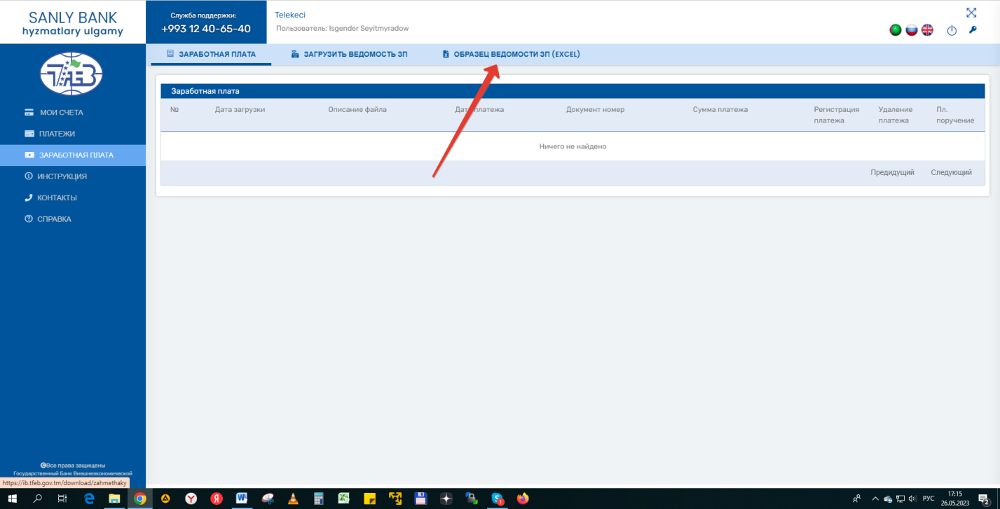 SANLY BANK
hyzmatlary ulgamy
Служба поддержки:
+993 12 40-65-40
Telekeci
Пользователь: Isgender Seyitmyradow
ЗАРАБОТНАЯ ПЛАТА
ЗАГРУЗИТЬ ВЕДОМОСТЬ ЗП
ОБРАЗЕЦ ВЕДОМОСТИ ЗП (EXCEL)
МОИ СЧЕТА
ПЛАТЕЖИ
ЗАРАБОТНАЯ ПЛАТА
ИНСТРУКЦИЯ
КОНТАКТЫ
СПРАВКА
Заработная плата
№
Дата загрузки
Описание файла
Дата платежа
Документ номер
Сумма платежа
Регистрация
платежа
Удаление
платежа
Пл.
поручение
Ничего не найдено
Предидущий
Следующий
Все права защищены
Государственный Банк Внешнеэкономической
https://ib.tfeb.gov.tm/download/zahmethaky
РУС
17:15
26.05.2023